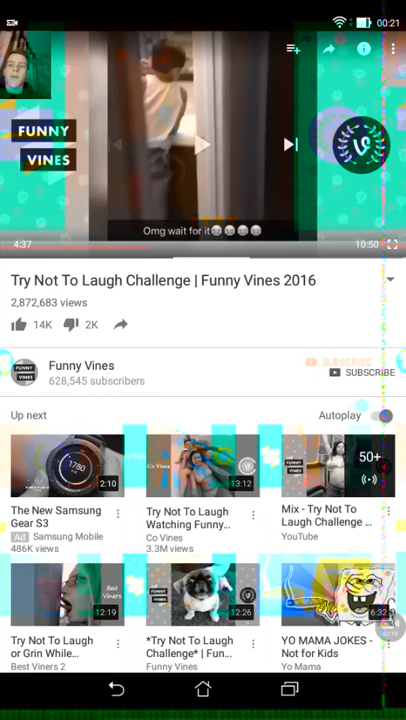 00:21
FUNNY
VINES
Omg wait for it😂😂😂😂
4:37
10:50
Try Not To Laugh Challenge | Funny Vines 2016
2,872,683 views
14K
2K
Funny Vines
628,545 subscribers
SUBSCRIBE
SUBSCRIBE
Up next
Autoplay
2:10
Co Vines
13:12
50+
The New Samsung
Gear S3
Ad Samsung Mobile
486K views
Try Not To Laugh
Watching Funny...
Co Vines
3.3M views
Mix - Try Not To
Laugh Challenge ...
YouTube
Best
Viners
12:19
12:26
6:32
Try Not To Laugh
or Grin While...
Best Viners 2
*Try Not To Laugh
Challenge* | Fun...
Funny Vines
YO MAMA JOKES -
Not for Kids
Yo Mama